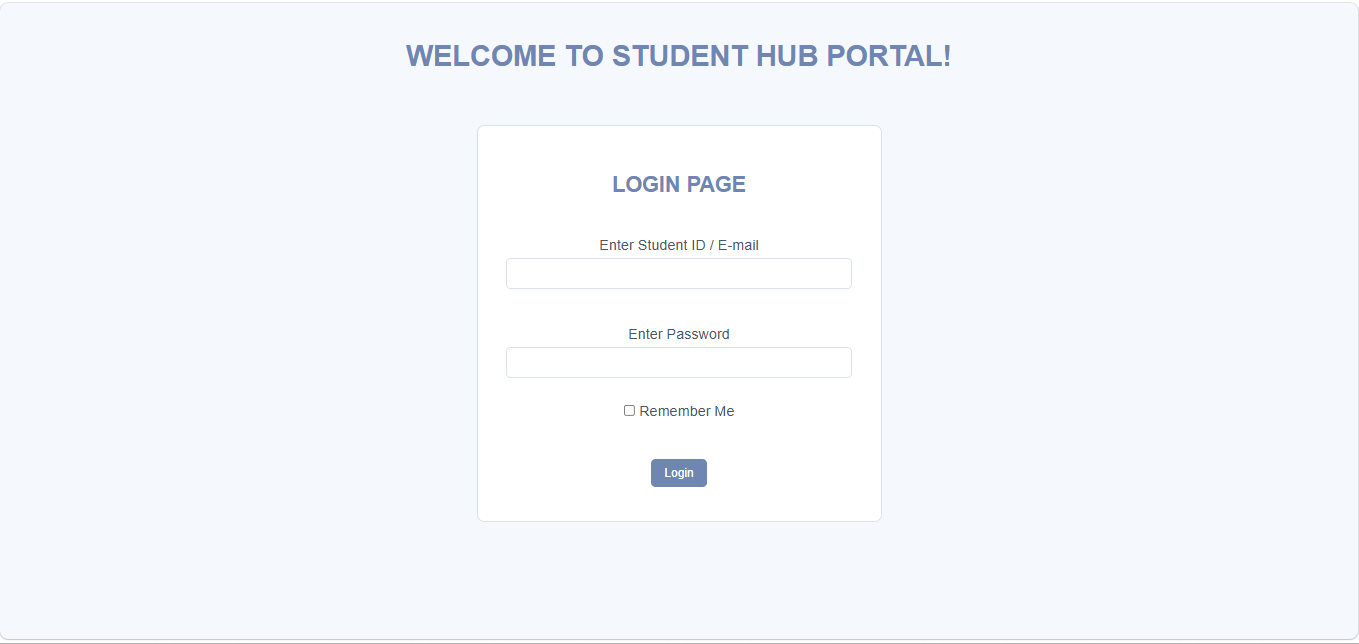 WELCOME TO STUDENT HUB PORTAL!
LOGIN PAGE
Enter Student ID / E-mail
Enter Password
Remember Me
Login